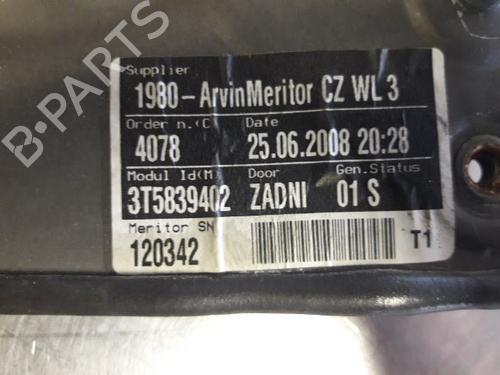 B-PARTS
Supplier
1980-ArvinMeritor CZ WL 3
Order n.(C Date
4078 25.06.2008 20:28
Modul Id(M) Door Gen.Status
3T5839402 ZADNI 01 S
Meritor SN
120342 T1